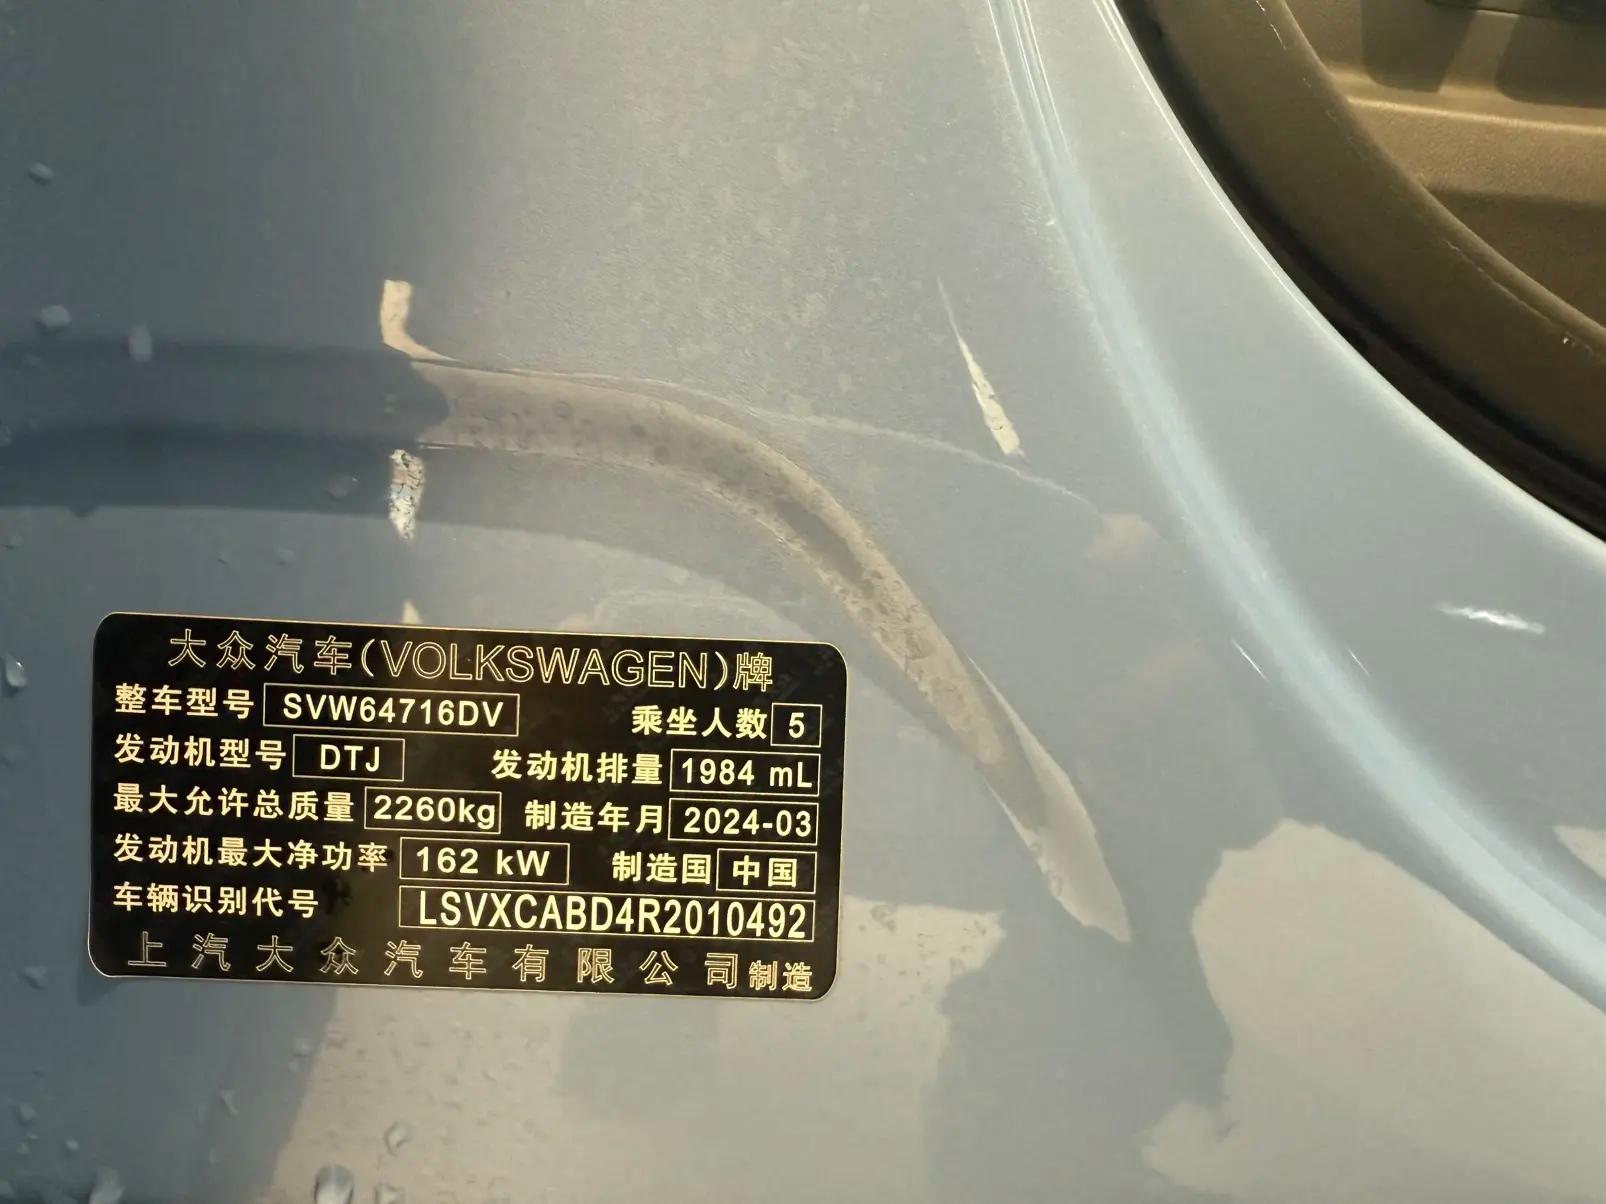 大众汽车(VOLKSWAGEN)牌
整车型号 SVW64716DV 乘坐人数 5
发动机型号 DTJ 发动机排量 1984 mL
最大允许总质量 2260kg 制造年月 2024-03
发动机最大净功率 162 kW 制造国 中国
车辆识别代号 LSVXCABD4R2010492
上汽大众汽车有限公司制造